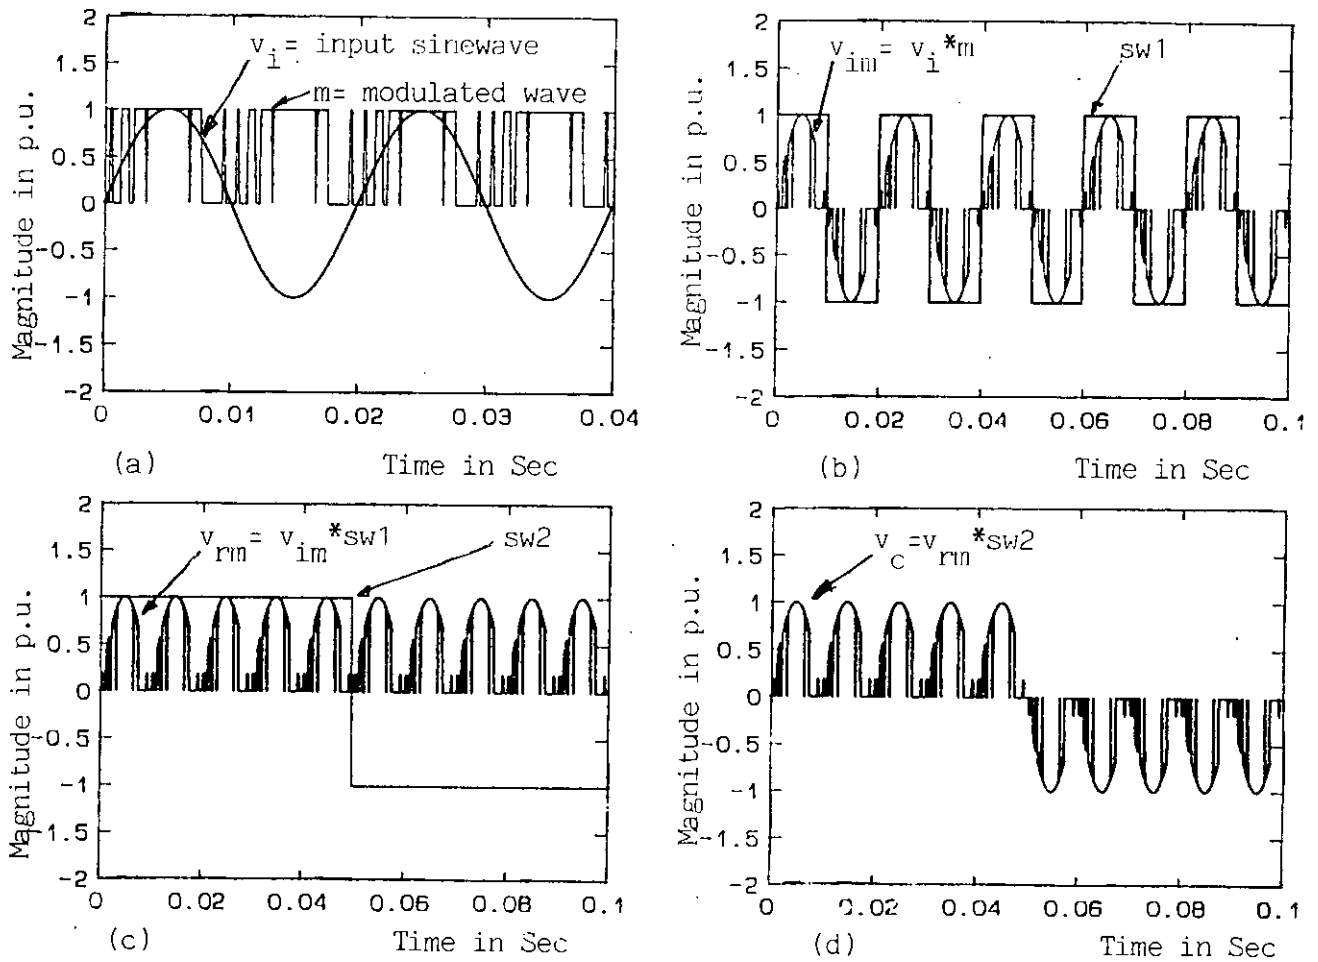 2
1.5
1
0.5
0
-0.5
-1
-1.5
-2
Magnitude in p.u.
v_i= input sinewave
m= modulated wave
0 0.01 0.02 0.03 0.04
(a) Time in Sec
2
1.5
1
0.5
0
-0.5
-1
-1.5
-2
Magnitude in p.u.
v_im= v_i*m
sw1
0 0.02 0.04 0.06 0.08 0.1
(b) Time in Sec
2
1.5
1
0.5
0
-0.5
-1
-1.5
-2
Magnitude in p.u.
v_rm= v_im*sw1
sw2
0 0.02 0.04 0.06 0.08 0.1
(c) Time in Sec
2
1.5
1
0.5
0
-0.5
-1
-1.5
-2
Magnitude in p.u.
v_c=v_rm*sw2
0 0.02 0.04 0.06 0.08 0.1
(d) Time in Sec